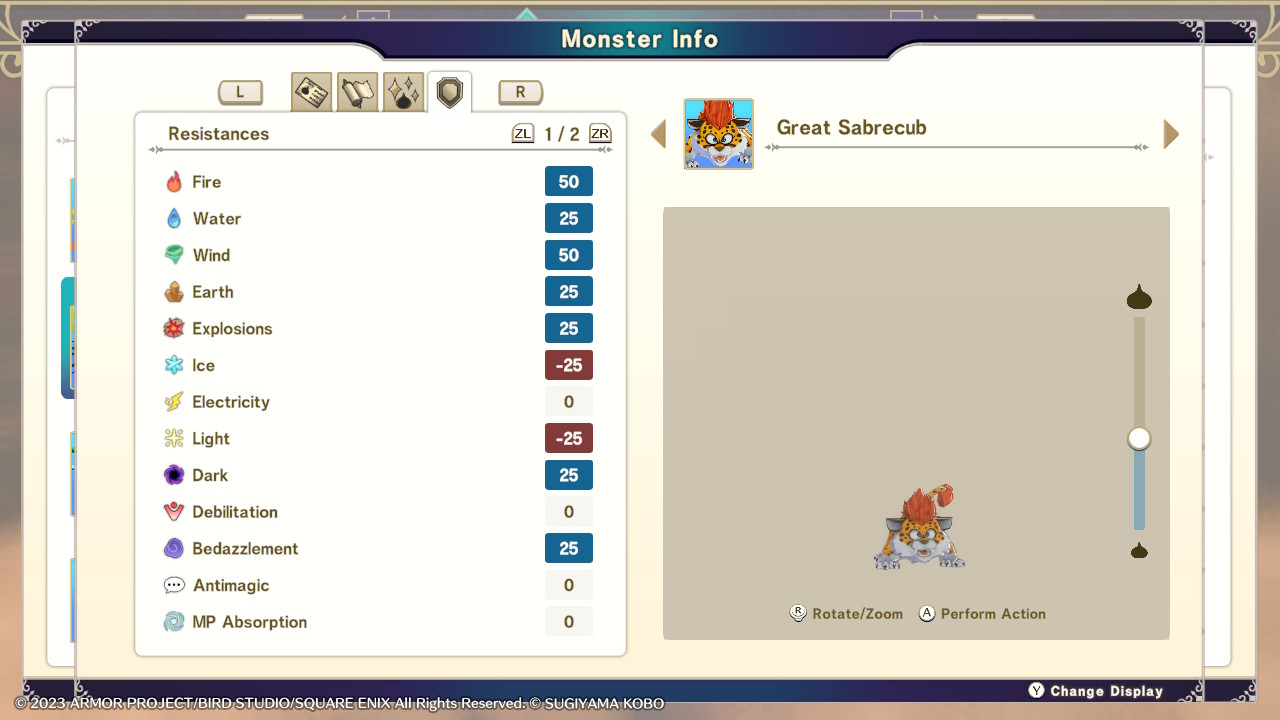 Monster Info
L
R
Resistances
ZL 1 / 2 ZR
Fire 50
Water 25
Wind 50
Earth 25
Explosions 25
Ice -25
Electricity 0
Light -25
Dark 25
Debilitation 0
Bedazzlement 25
Antimagic 0
MP Absorption 0
Great Sabrecub
R Rotate/Zoom A Perform Action
Y Change Display
© 2023 ARMOR PROJECT/BIRD STUDIO/SQUARE ENIX All Rights Reserved. © SUGIYAMA KOBO